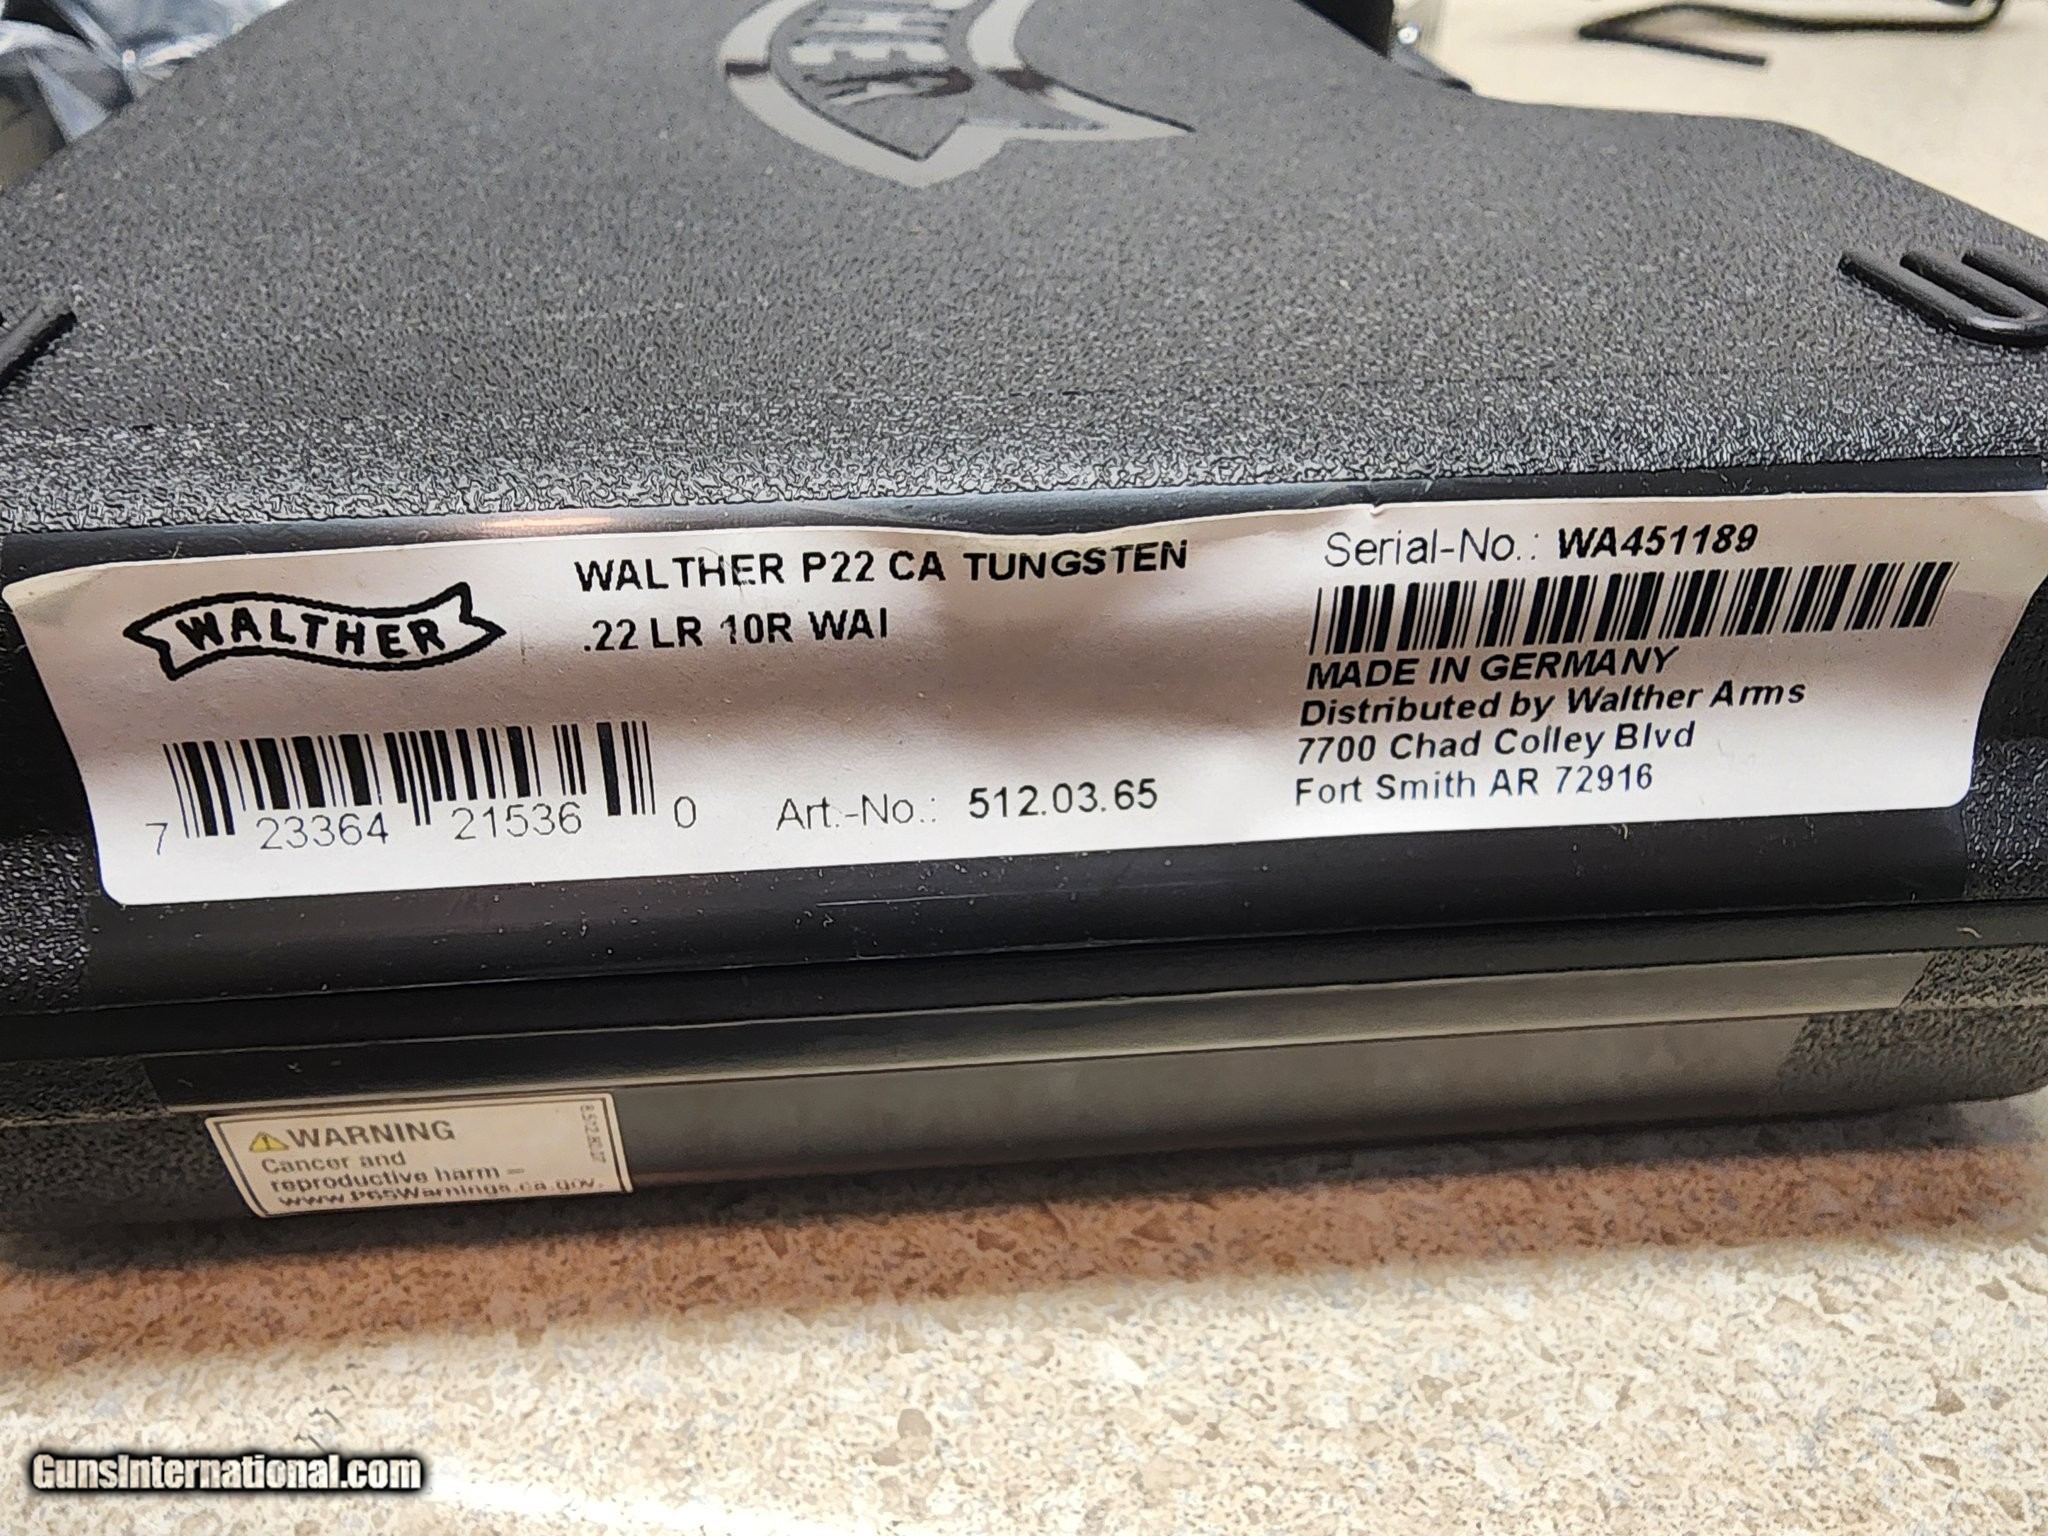 WALTHER
WALTHER P22 CA TUNGSTEN
.22 LR 10R WAI
Serial-No.: WA451189
MADE IN GERMANY
Distributed by Walther Arms
7700 Chad Colley Blvd
Fort Smith AR 72916
7 23364 21536 0
Art.-No.: 512.03.65
WARNING
Cancer and
reproductive harm –
www.P65Warnings.ca.gov.
GunsInternational.com